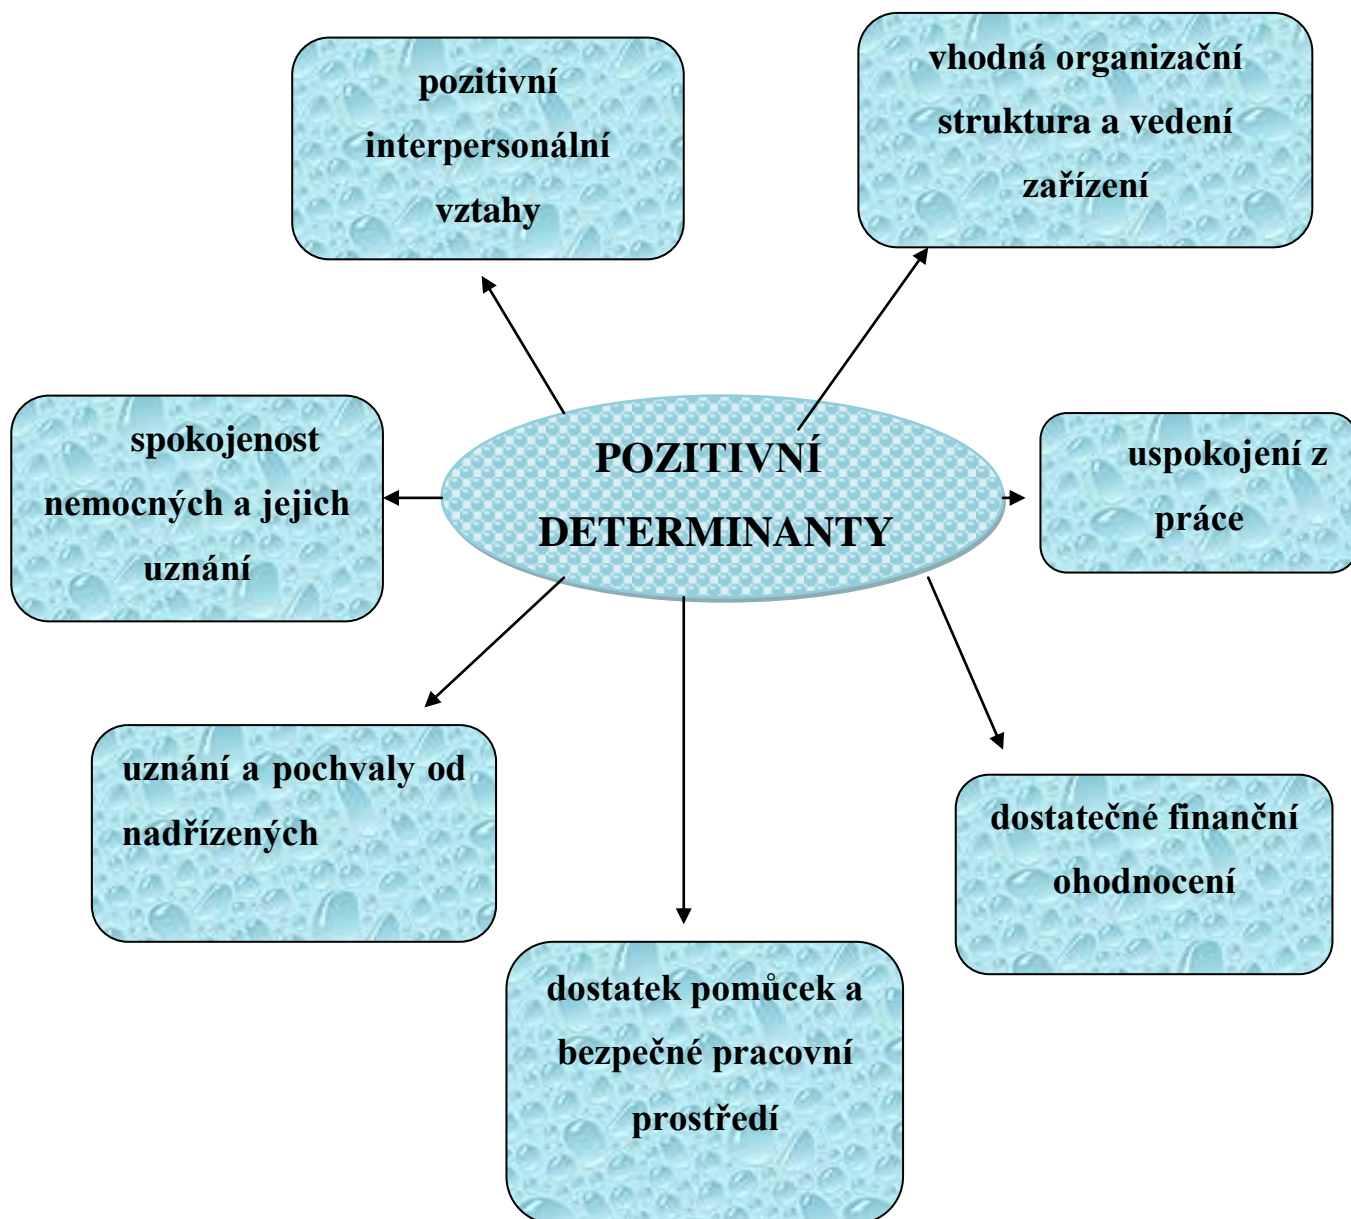 pozitivní
interpersonální
vztahy
vhodná organizační
struktura a vedení
zařízení
spokojenost
nemocných a jejich
uznání
POZITIVNÍ
DETERMINANTY
uspokojení z
práce
uznání a pochvaly od
nadřízených
dostatek pomůcek a
bezpečné pracovní
prostředí
dostatečné finanční
ohodnocení